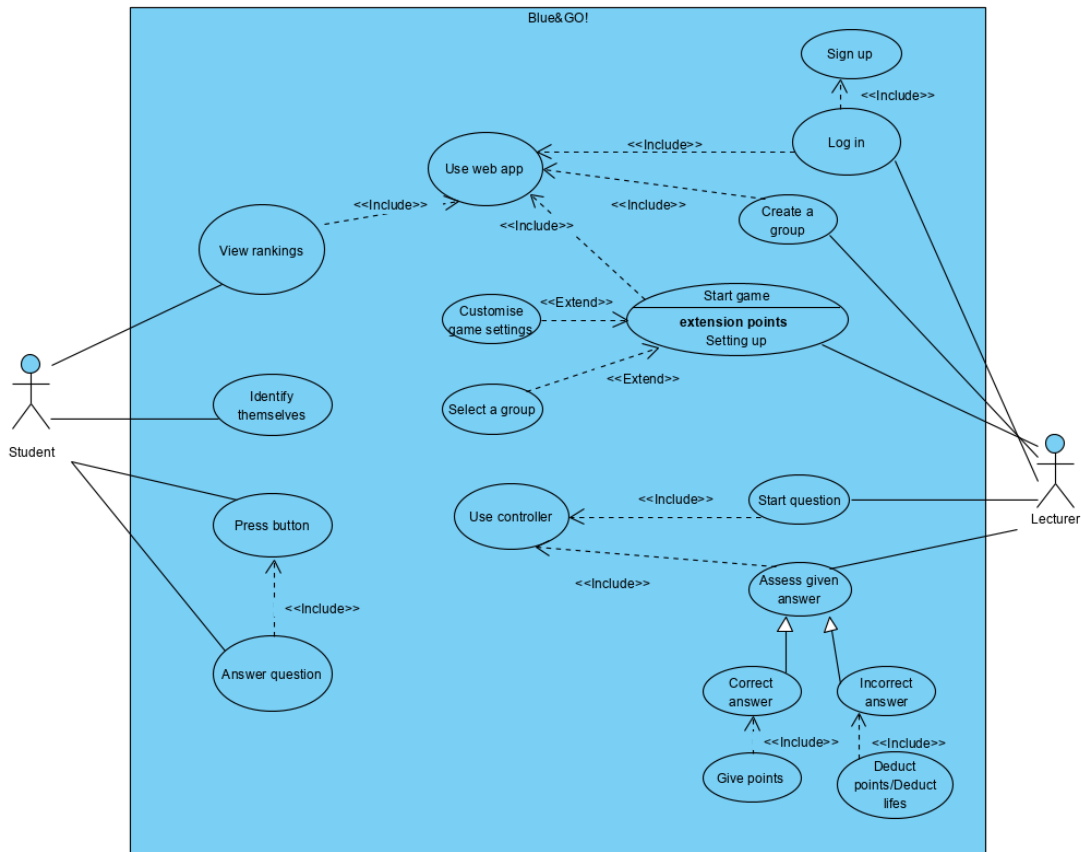 Blue&GO!
Sign up
<<Include>>
Log in
<<Include>>
Use web app
<<Include>>
Create a
group
<<Include>>
<<Include>>
View rankings
Start game
extension points
Setting up
<<Extend>>
Customise
game settings
<<Extend>>
Select a group
Identify
themselves
Student
Lecturer
Start question
<<Include>>
Use controller
Press button
<<Include>>
Assess given
answer
<<Include>>
Answer question
Correct
answer
Incorrect
answer
<<Include>>
<<Include>>
Give points
Deduct
points/Deduct
lifes